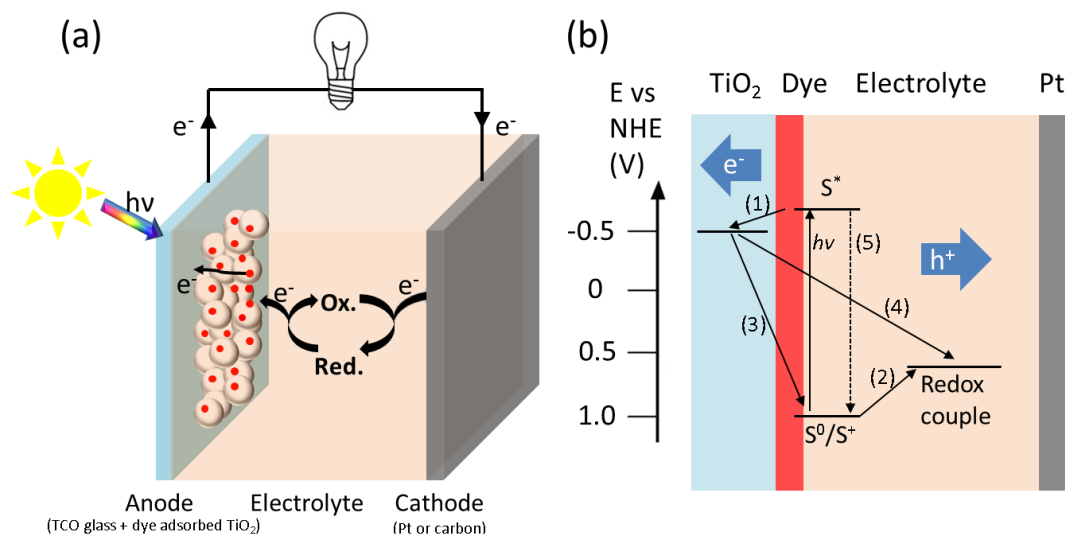 (a)
e⁻
e⁻
hν
e⁻
e⁻
Ox.
e⁻
Red.
Anode
(TCO glass + dye adsorbed TiO₂)
Electrolyte
Cathode
(Pt or carbon)
(b)
E vs
NHE
(V)
TiO₂ Dye Electrolyte Pt
e⁻
S*
(1)
-0.5
hν
(5)
h⁺
0
(3)
(4)
0.5
(2)
Redox
couple
1.0
S⁰/S⁺